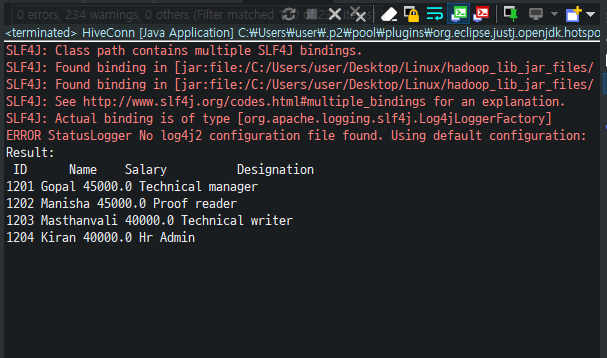 0 errors, 234 warnings, 0 others (Filter matched
<terminated> HiveConn [Java Application] C:₩Users₩user₩.p2₩pool₩plugins₩org.eclipse.justj.openjdk.hotspo
SLF4J: Class path contains multiple SLF4J bindings.
SLF4J: Found binding in [jar:file:/C:/Users/user/Desktop/Linux/hadoop_lib_jar_files/
SLF4J: Found binding in [jar:file:/C:/Users/user/Desktop/Linux/hadoop_lib_jar_files/
SLF4J: See http://www.slf4j.org/codes.html#multiple_bindings for an explanation.
SLF4J: Actual binding is of type [org.apache.logging.slf4j.Log4jLoggerFactory]
ERROR StatusLogger No log4j2 configuration file found. Using default configuration:
Result:
ID Name Salary Designation
1201 Gopal 45000.0 Technical manager
1202 Manisha 45000.0 Proof reader
1203 Masthanvali 40000.0 Technical writer
1204 Kiran 40000.0 Hr Admin